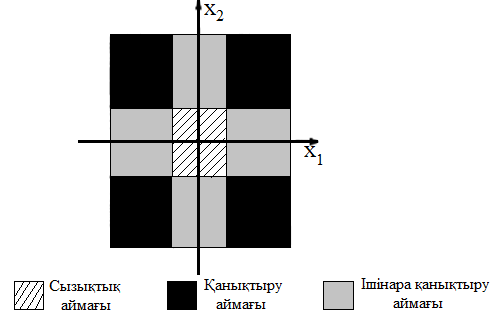 X2
X1
Сызықтық
аймағы
Қанықтыру
аймағы
Ішінара қанықтыру
аймағы